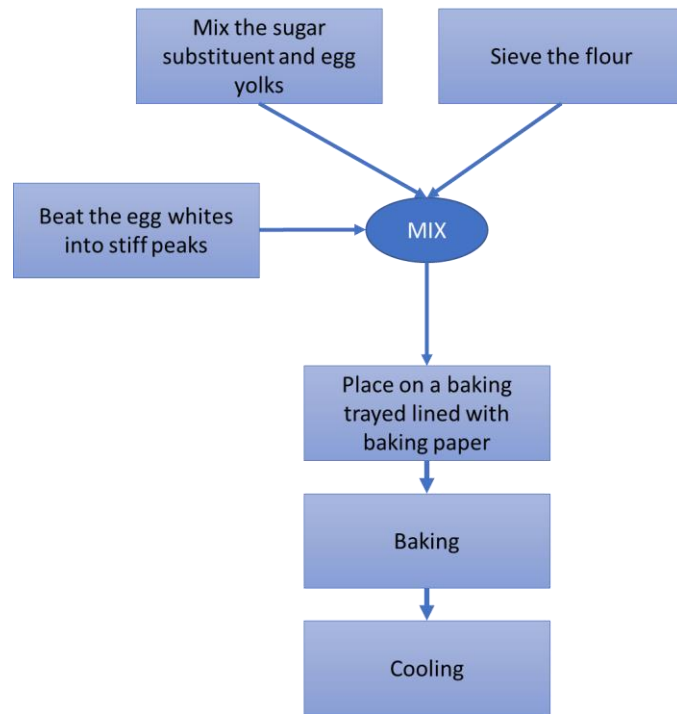 Mix the sugar
substituent and egg
yolks
Sieve the flour
Beat the egg whites
into stiff peaks
MIX
Place on a baking
trayed lined with
baking paper
Baking
Cooling